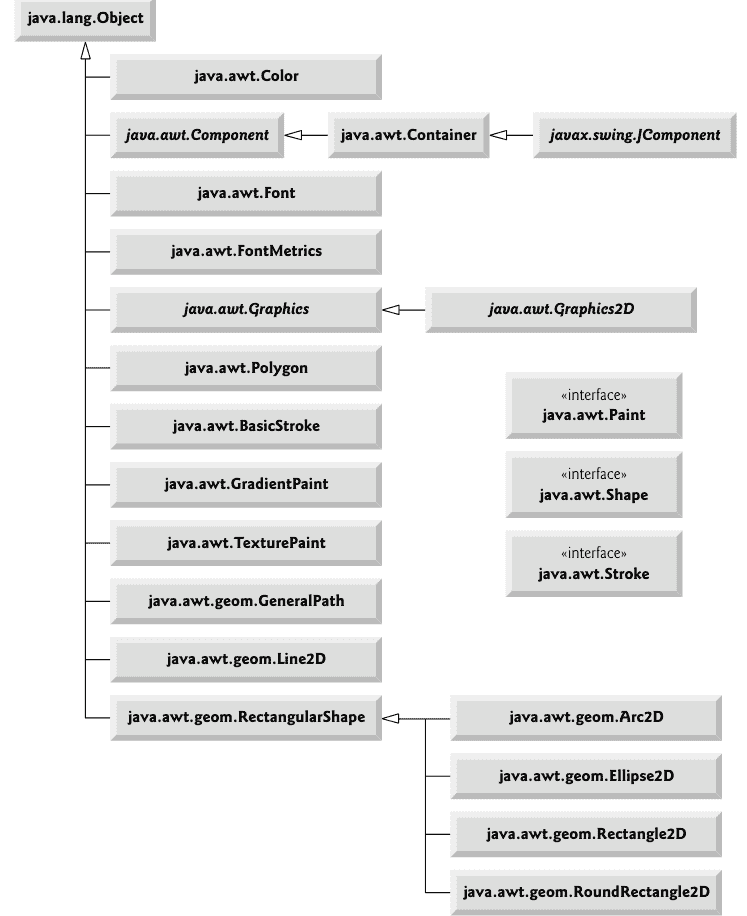 java.lang.Object
java.awt.Color
java.awt.Component
java.awt.Container
javax.swing.JComponent
java.awt.Font
java.awt.FontMetrics
java.awt.Graphics
java.awt.Graphics2D
java.awt.Polygon
«interface»
java.awt.Paint
java.awt.BasicStroke
java.awt.GradientPaint
«interface»
java.awt.Shape
java.awt.TexturePaint
«interface»
java.awt.Stroke
java.awt.geom.GeneralPath
java.awt.geom.Line2D
java.awt.geom.RectangularShape
java.awt.geom.Arc2D
java.awt.geom.Ellipse2D
java.awt.geom.Rectangle2D
java.awt.geom.RoundRectangle2D